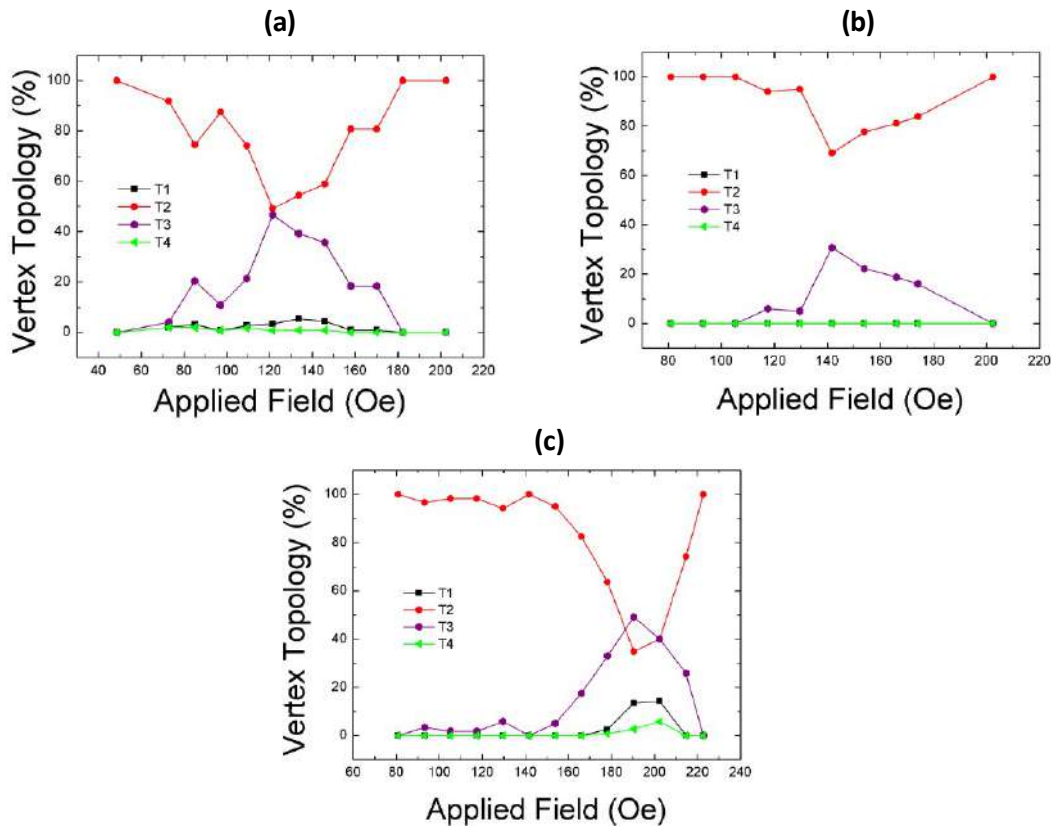 (a)
100
80
60
40
20
0
Vertex Topology (%)
T1
T2
T3
T4
40 60 80 100 120 140 160 180 200 220
Applied Field (Oe)
(b)
100
80
60
40
20
0
Vertex Topology (%)
T1
T2
T3
T4
80 100 120 140 160 180 200 220
Applied Field (Oe)
(c)
100
80
60
40
20
0
Vertex Topology (%)
T1
T2
T3
T4
60 80 100 120 140 160 180 200 220 240
Applied Field (Oe)